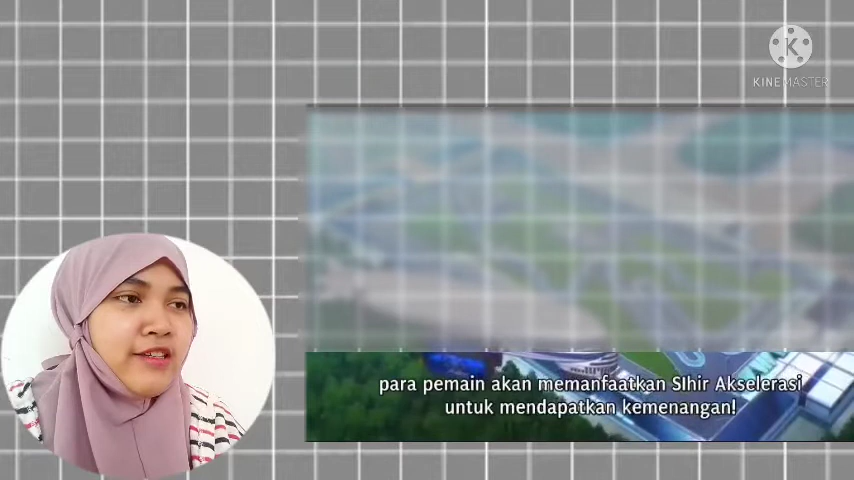 K
KINEMASTER
para pemain akan memanfaatkan SIhir Akselerasi
untuk mendapatkan kemenangan!